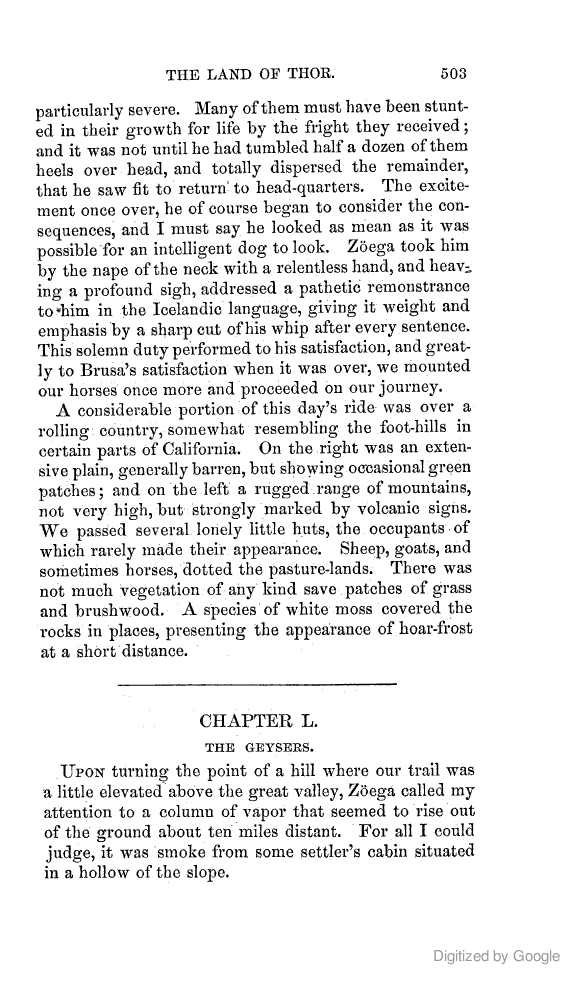 THE LAND OF THOR. 503
particularly severe. Many of them must have been stunt-
ed in their growth for life by the fright they received;
and it was not until he had tumbled half a dozen of them
heels over head, and totally dispersed the remainder,
that he saw fit to return to head-quarters. The excite-
ment once over, he of course began to consider the con-
sequences, and I must say he looked as mean as it was
possible for an intelligent dog to look. Zöega took him
by the nape of the neck with a relentless hand, and heav-
ing a profound sigh, addressed a pathetic remonstrance
to him in the Icelandic language, giving it weight and
emphasis by a sharp cut of his whip after every sentence.
This solemn duty performed to his satisfaction, and great-
ly to Brusa's satisfaction when it was over, we mounted
our horses once more and proceeded on our journey.
A considerable portion of this day's ride was over a
rolling country, somewhat resembling the foot-hills in
certain parts of California. On the right was an exten-
sive plain, generally barren, but showing occasional green
patches; and on the left a rugged range of mountains,
not very high, but strongly marked by volcanic signs.
We passed several lonely little huts, the occupants of
which rarely made their appearance. Sheep, goats, and
sometimes horses, dotted the pasture-lands. There was
not much vegetation of any kind save patches of grass
and brushwood. A species of white moss covered the
rocks in places, presenting the appearance of hoar-frost
at a short distance.
CHAPTER L.
THE GEYSERS.
UPON turning the point of a hill where our trail was
a little elevated above the great valley, Zöega called my
attention to a column of vapor that seemed to rise out
of the ground about ten miles distant. For all I could
judge, it was smoke from some settler's cabin situated
in a hollow of the slope.
Digitized by Google